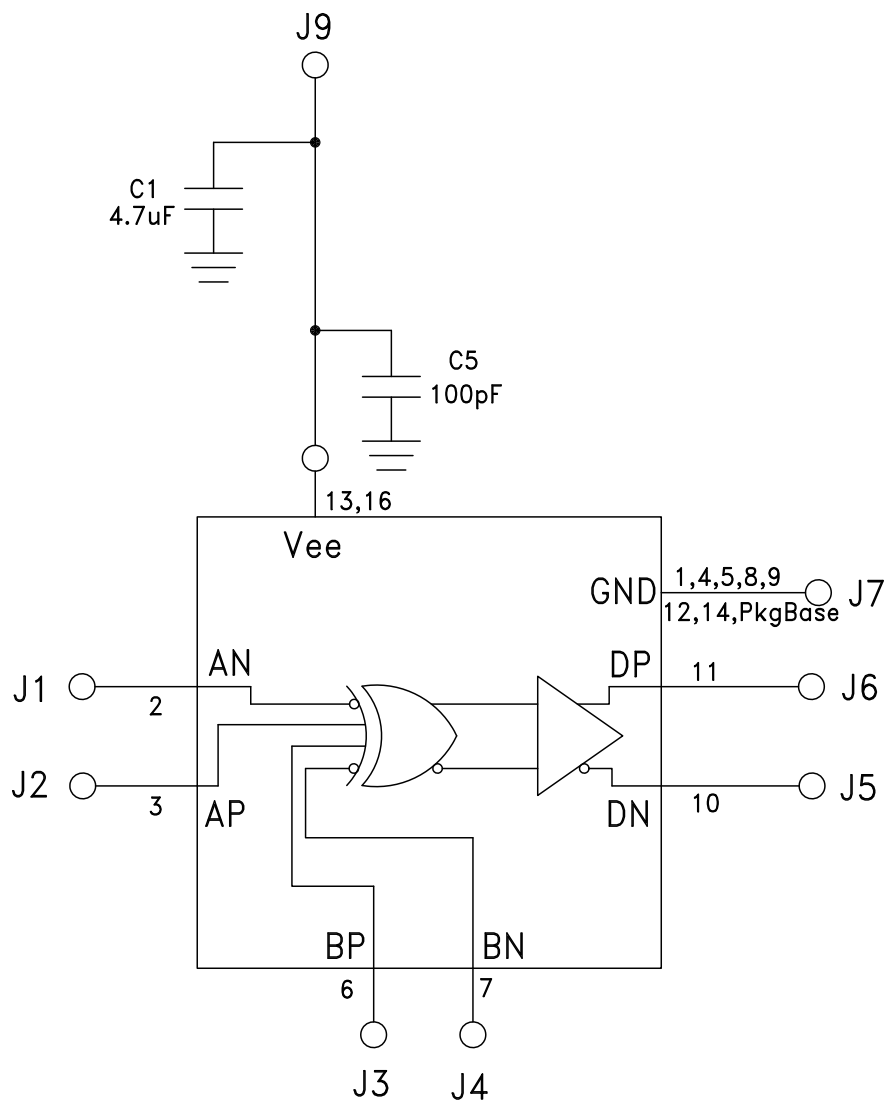 J9
C1
4.7uF
C5
100pF
13,16
Vee
GND
1,4,5,8,9
J7
12,14,PkgBase
AN
DP
11
J1
2
J6
J2
3
AP
DN
10
J5
BP
BN
6
7
J3
J4